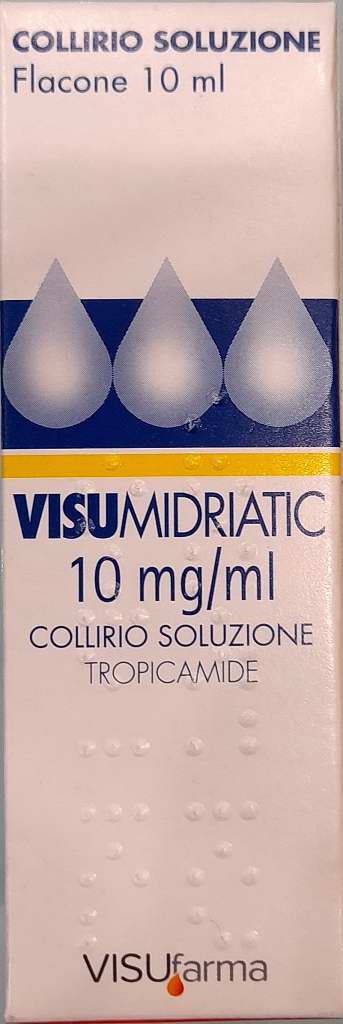 COLLIRIO SOLUZIONE
Flacone 10 ml
VISUMIDRIATIC
10 mg/ml
COLLIRIO SOLUZIONE
TROPICAMIDE
VISUfarma